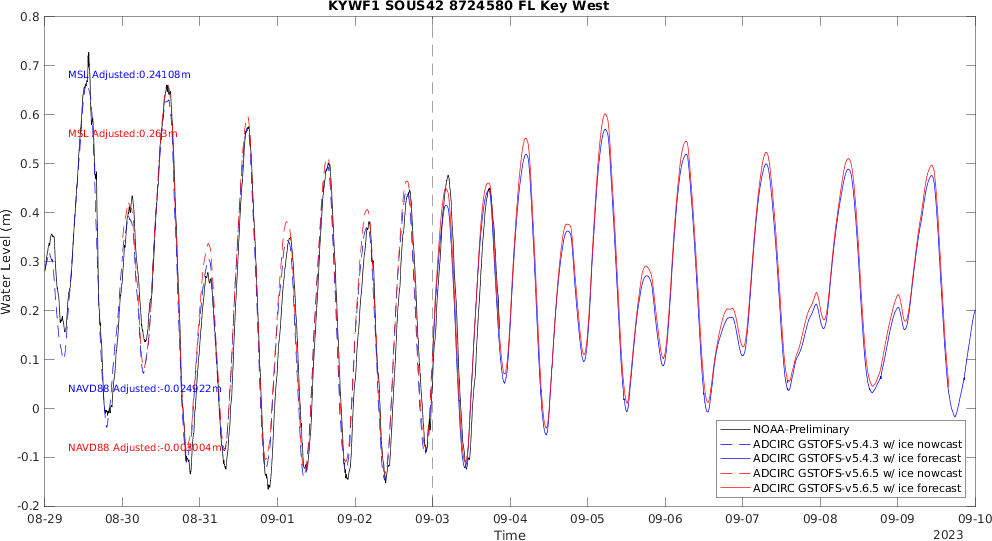 KYWF1 SOUS42 8724580 FL Key West
0.8
0.7
0.6
0.5
0.4
0.3
0.2
0.1
0
-0.1
-0.2
Water Level (m)
MSL Adjusted:0.24108m
MSL Adjusted:0.263m
NAVD88 Adjusted:-0.024922m
NAVD88 Adjusted:-0.003004m
NOAA-Preliminary
ADCIRC GSTOFS-v5.4.3 w/ ice nowcast
ADCIRC GSTOFS-v5.4.3 w/ ice forecast
ADCIRC GSTOFS-v5.6.5 w/ ice nowcast
ADCIRC GSTOFS-v5.6.5 w/ ice forecast
08-29 08-30 08-31 09-01 09-02 09-03 09-04 09-05 09-06 09-07 09-08 09-09 09-10
Time
2023